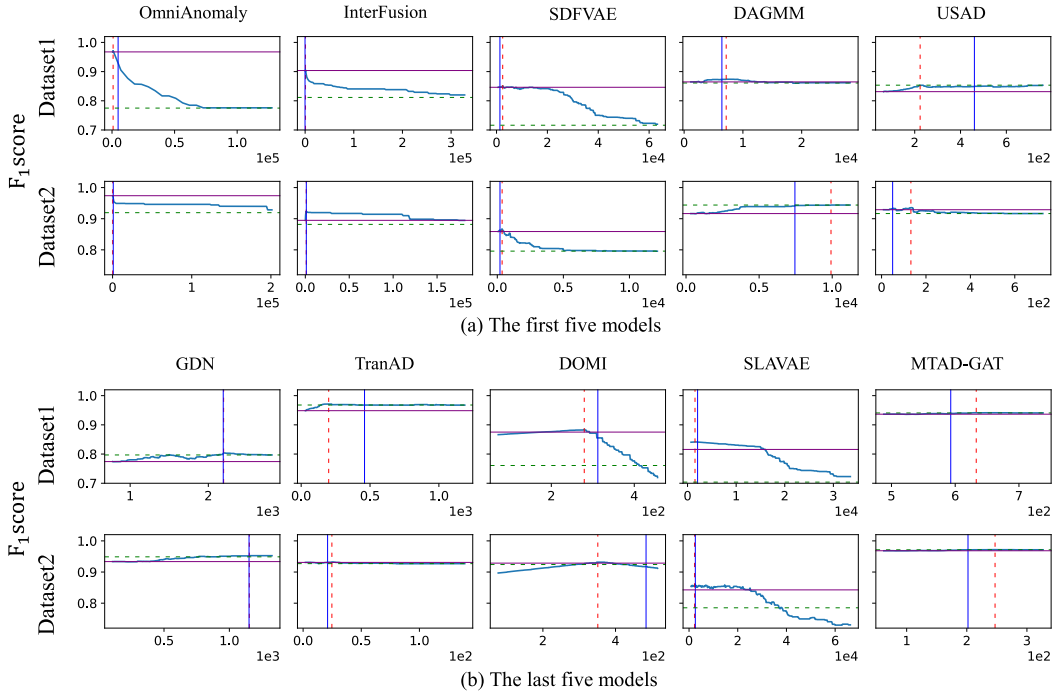 OmniAnomaly InterFusion SDFVAE DAGMM USAD
F1 score
Dataset1
1.0
0.9
0.8
0.7
0.0 0.5 1.0 1e5
0 1 2 3 1e5
0 2 4 6 1e4
0 1 2 1e4
0 2 4 6 1e2
Dataset2
1.0
0.9
0.8
0 1 2 1e5
0.0 0.5 1.0 1.5 1e5
0.0 0.5 1.0 1e4
0.0 0.5 1.0 1e4
0 2 4 6 1e2
(a) The first five models
GDN TranAD DOMI SLAVAE MTAD-GAT
F1 score
Dataset1
1.0
0.9
0.8
0.7
1 2 1e3
0.0 0.5 1.0 1e3
2 4 1e2
0 1 2 3 1e4
5 6 7 1e2
Dataset2
1.0
0.9
0.8
0.5 1.0 1e3
0 1 1e2
2 4 1e2
0 2 4 6 1e4
1 2 3 1e2
(b) The last five models